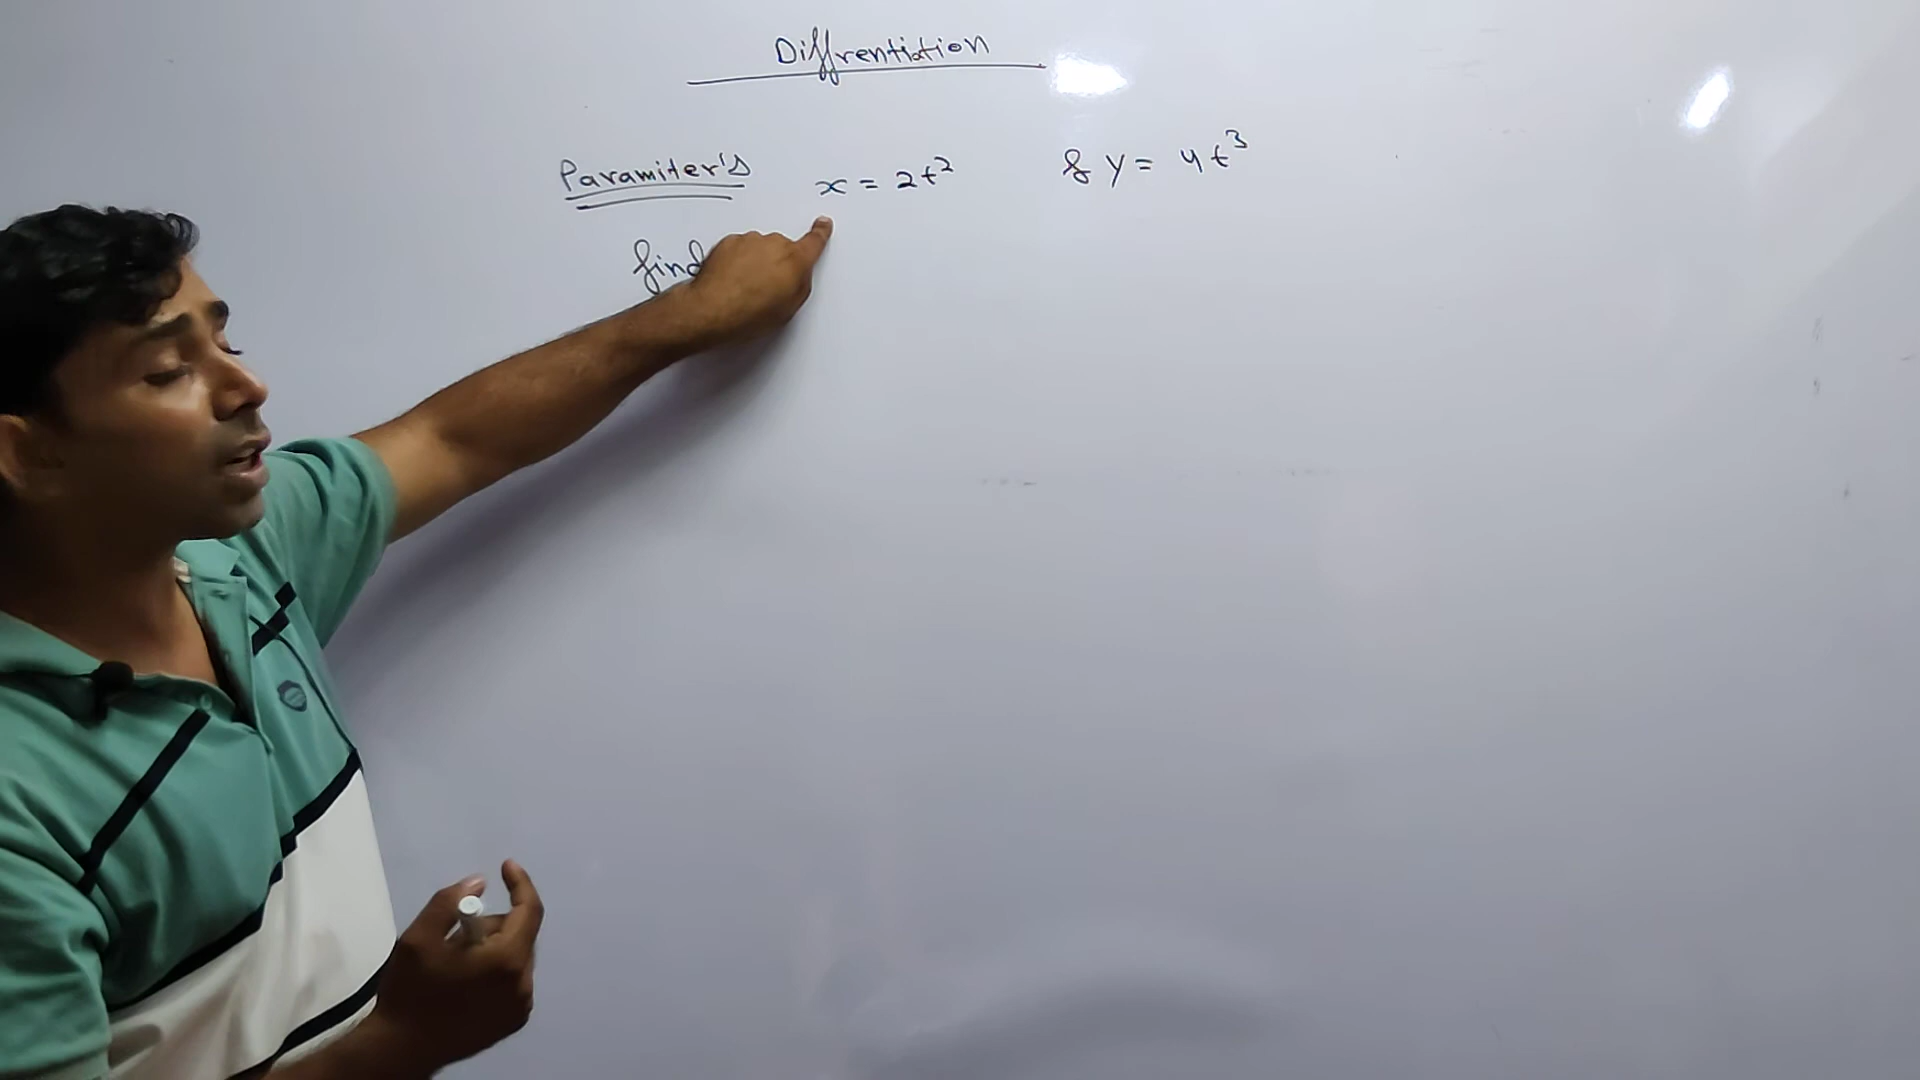 Diffrentiation
Paramiter's x = 2t² & y = 4t³
find